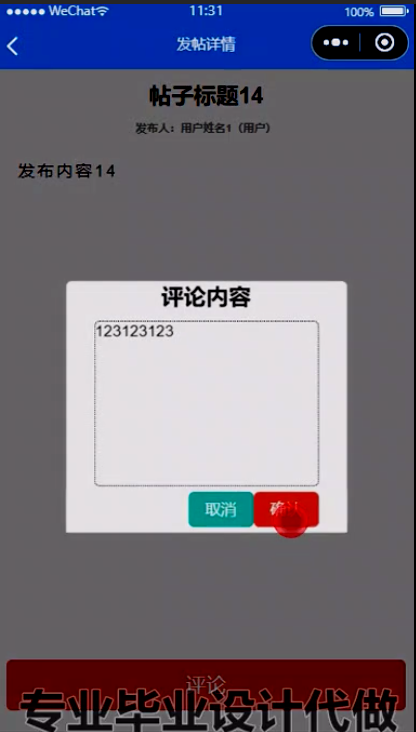 WeChat 11:31 100%
发帖详情
帖子标题14
发布人：用户姓名1（用户）
发布内容14
评论内容
123123123
取消
评论
专业毕业设计代做